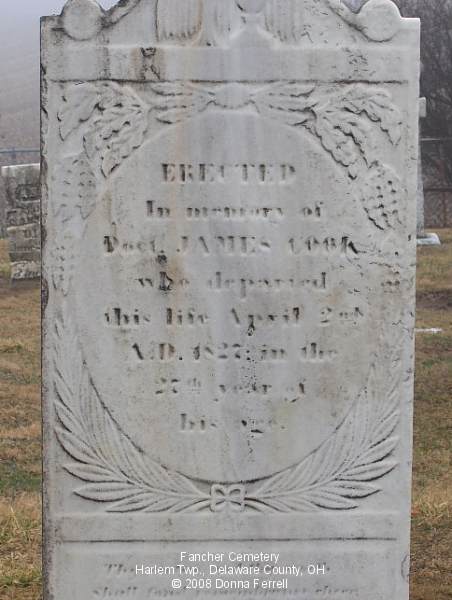 ERECTED
In memory of
Doct. JAMES COOK
who departed
this life April 2nd
A.D. 1827; in the
27th year of
his age.
Fancher Cemetery
Harlem Twp., Delaware County, OH
© 2008 Donna Ferrell
shall